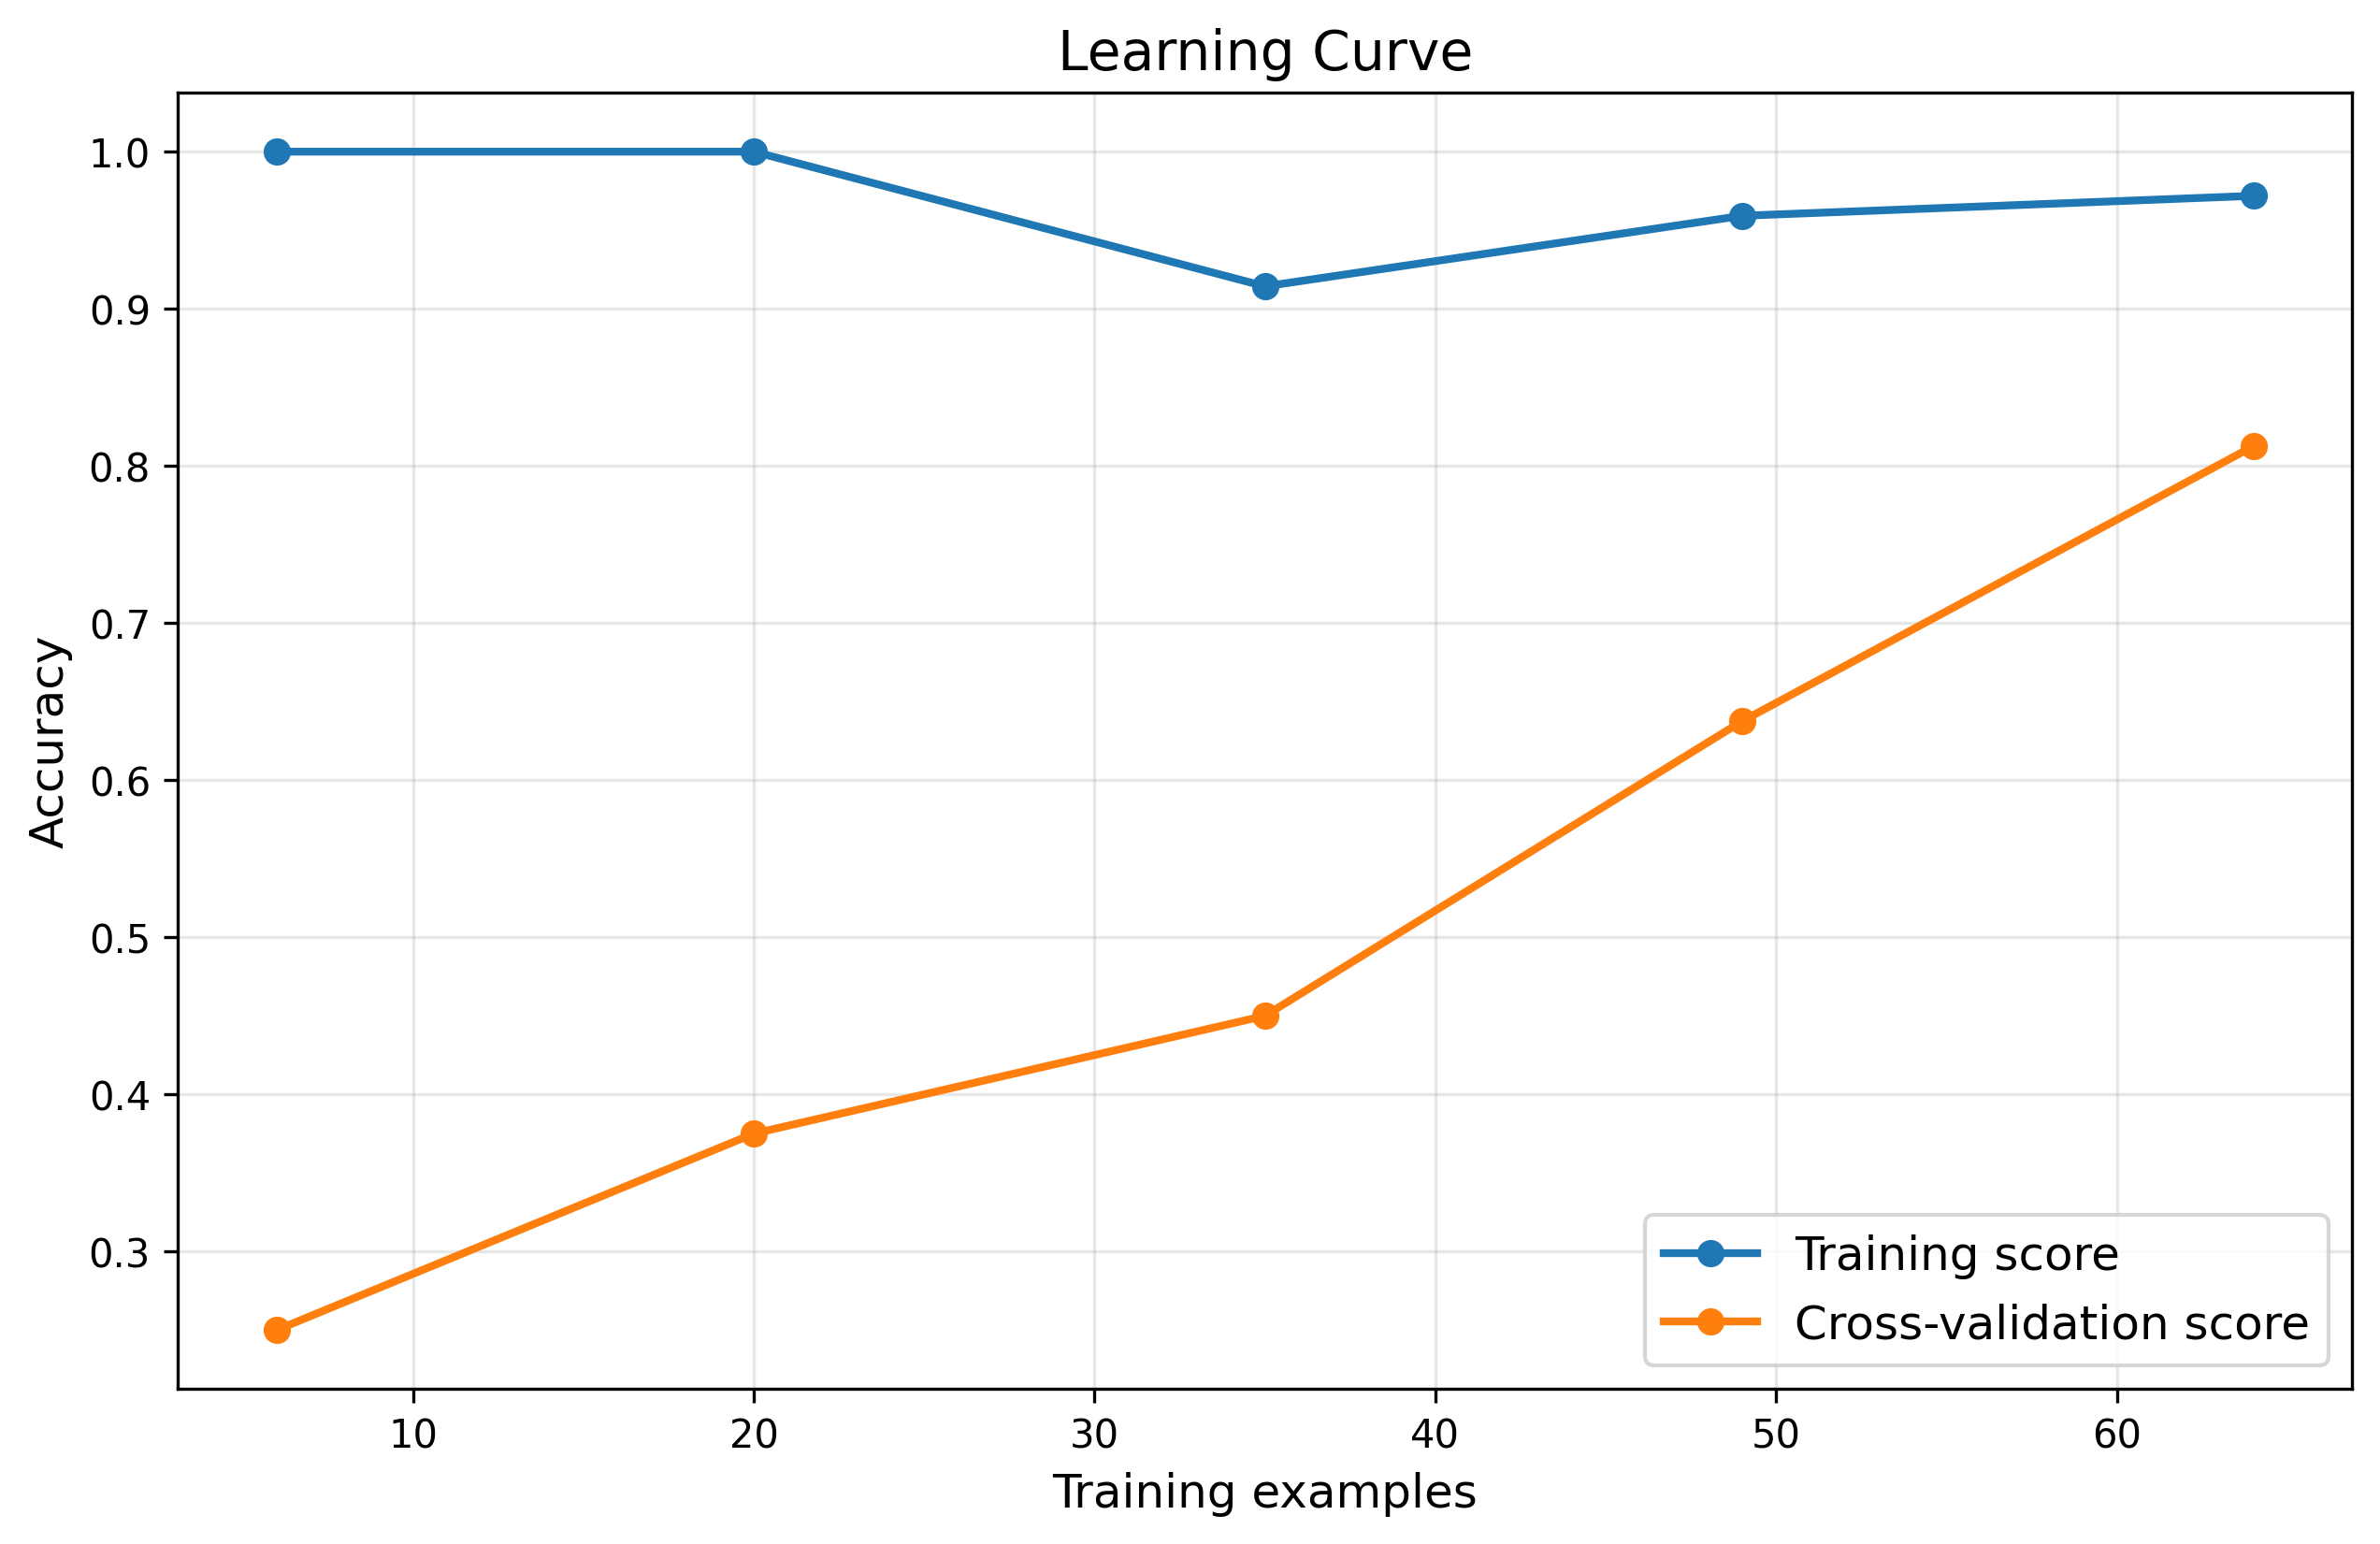 Learning Curve
1.0
0.9
0.8
0.7
0.6
0.5
0.4
0.3
Accuracy
Training score
Cross-validation score
10 20 30 40 50 60
Training examples